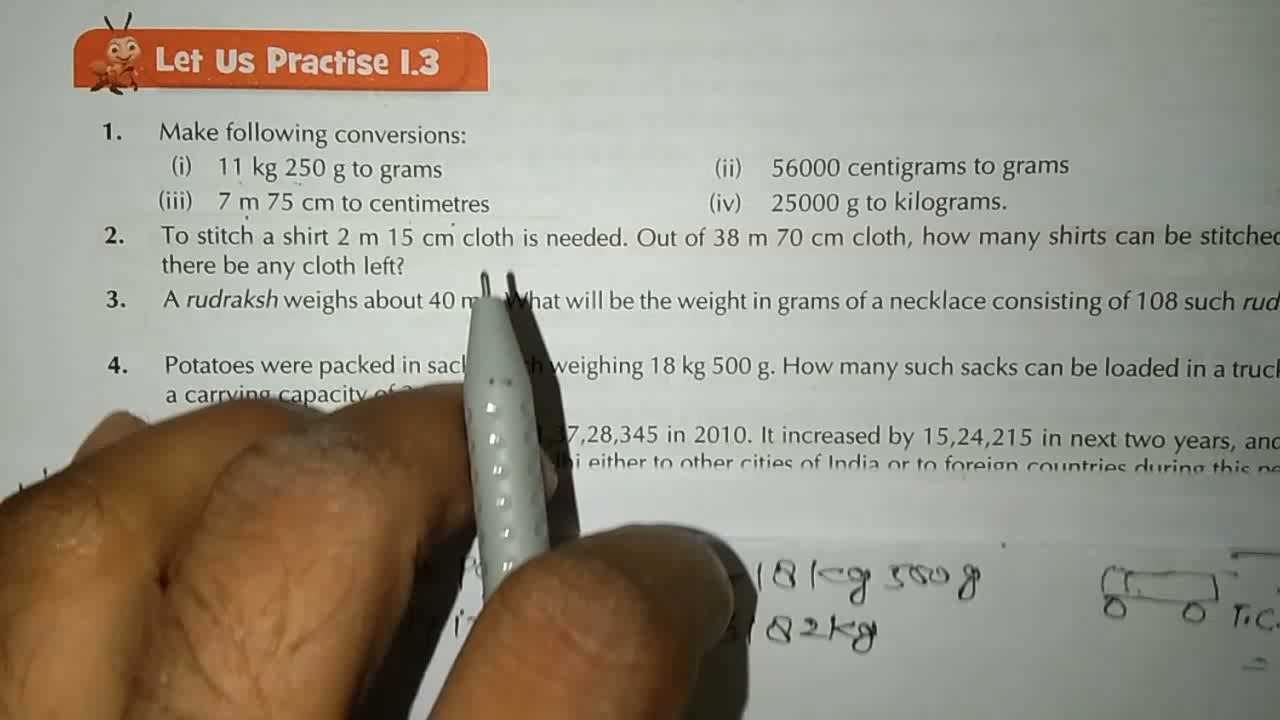 Let Us Practise 1.3
1. Make following conversions:
(i) 11 kg 250 g to grams (ii) 56000 centigrams to grams
(iii) 7 m 75 cm to centimetres (iv) 25000 g to kilograms.
2. To stitch a shirt 2 m 15 cm cloth is needed. Out of 38 m 70 cm cloth, how many shirts can be stitched
there be any cloth left?
3. A rudraksh weighs about 40 What will be the weight in grams of a necklace consisting of 108 such
4. Potatoes were packed in weighing 18 kg 500 g. How many such sacks can be loaded in a
a carrying capacity of
37,28,345 in 2010. It increased by 15,24,215 in next two years, and
either to other cities of India or to foreign countries during this
18 kg 500 g
182 kg
T.C.